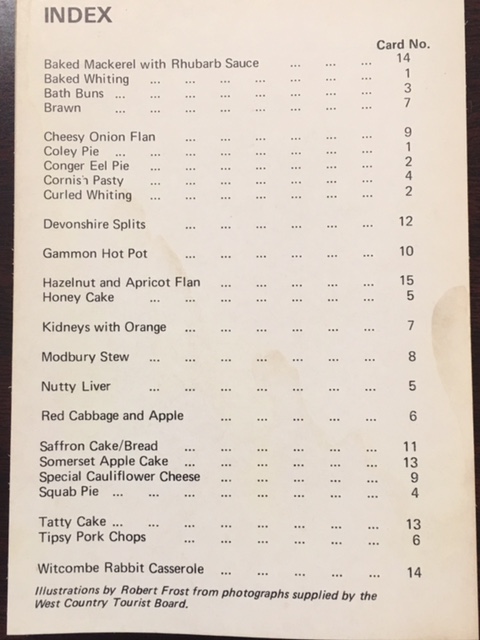 INDEX
Card No.
Baked Mackerel with Rhubarb Sauce ... ... ... 14
Baked Whiting ... ... ... ... ... ... ... 1
Bath Buns ... ... ... ... ... ... ... 3
Brawn ... ... ... ... ... ... ... 7
Cheesy Onion Flan ... ... ... ... ... ... 9
Coley Pie ... ... ... ... ... ... ... 1
Conger Eel Pie ... ... ... ... ... ... ... 2
Cornish Pasty ... ... ... ... ... ... ... 4
Curled Whiting ... ... ... ... ... ... ... 2
Devonshire Splits ... ... ... ... ... ... 12
Gammon Hot Pot ... ... ... ... ... ... 10
Hazelnut and Apricot Flan ... ... ... ... ... 15
Honey Cake ... ... ... ... ... ... ... 5
Kidneys with Orange ... ... ... ... ... ... 7
Modbury Stew ... ... ... ... ... ... ... 8
Nutty Liver ... ... ... ... ... ... ... 5
Red Cabbage and Apple ... ... ... ... ... 6
Saffron Cake/Bread ... ... ... ... ... ... 11
Somerset Apple Cake ... ... ... ... ... ... 13
Special Cauliflower Cheese ... ... ... ... ... 9
Squab Pie ... ... ... ... ... ... ... ... 4
Tatty Cake ... ... ... ... ... ... ... ... 13
Tipsy Pork Chops ... ... ... ... ... ... 6
Witcombe Rabbit Casserole ... ... ... ... ... 14
Illustrations by Robert Frost from photographs supplied by the
West Country Tourist Board.